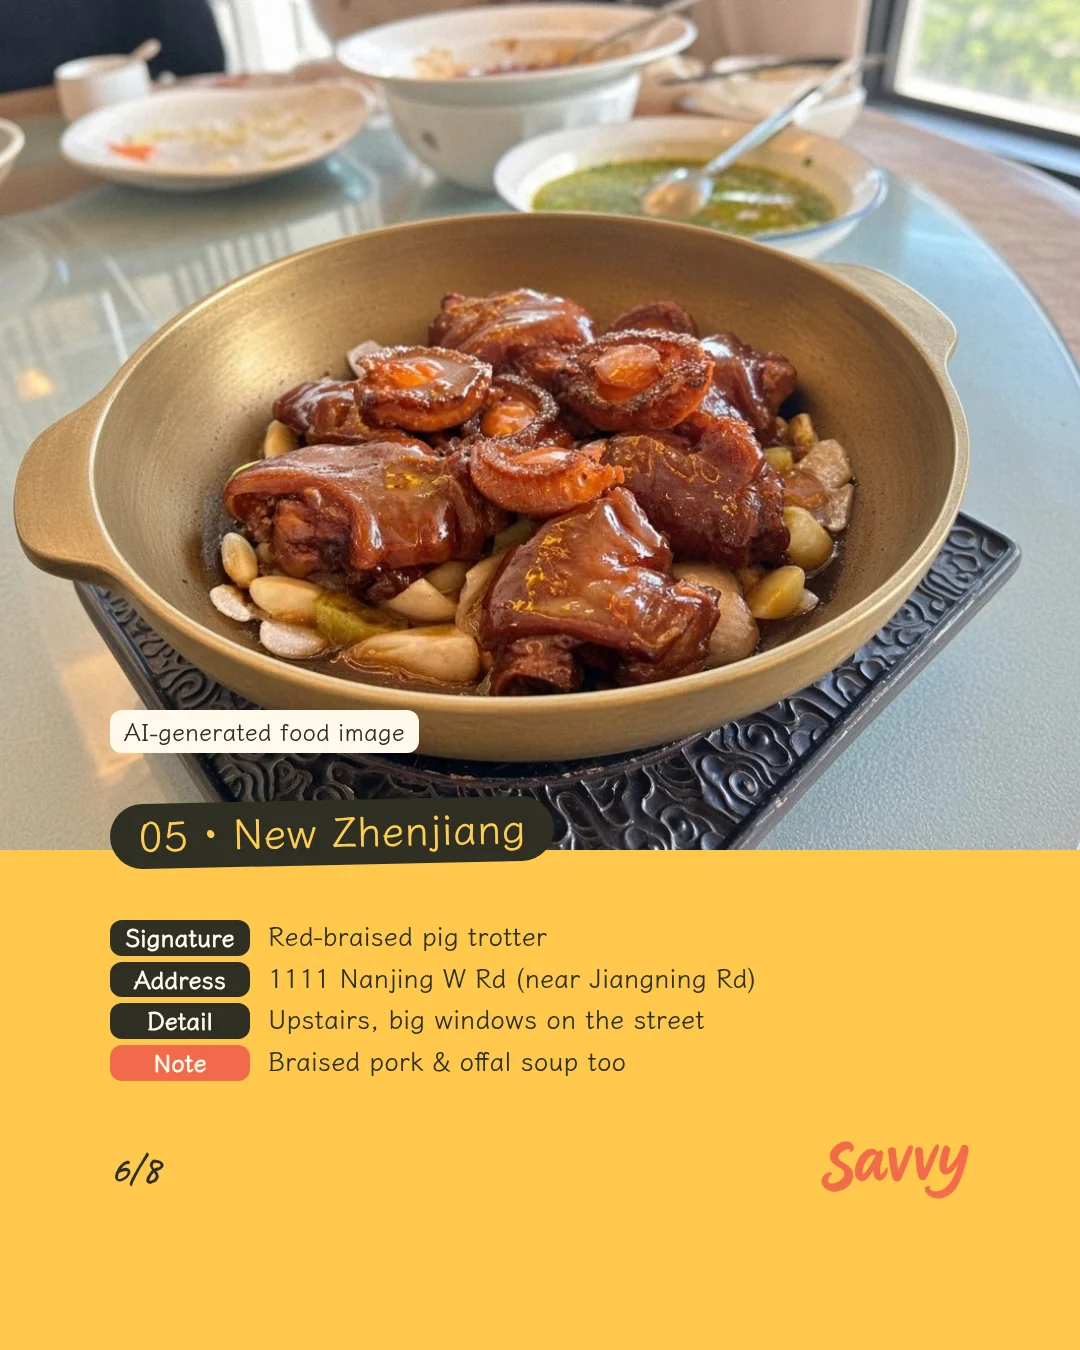 AI-generated food image
05 • New Zhenjiang
Signature Red-braised pig trotter
Address 1111 Nanjing W Rd (near Jiangning Rd)
Detail Upstairs, big windows on the street
Note Braised pork & offal soup too
6/8
Savvy